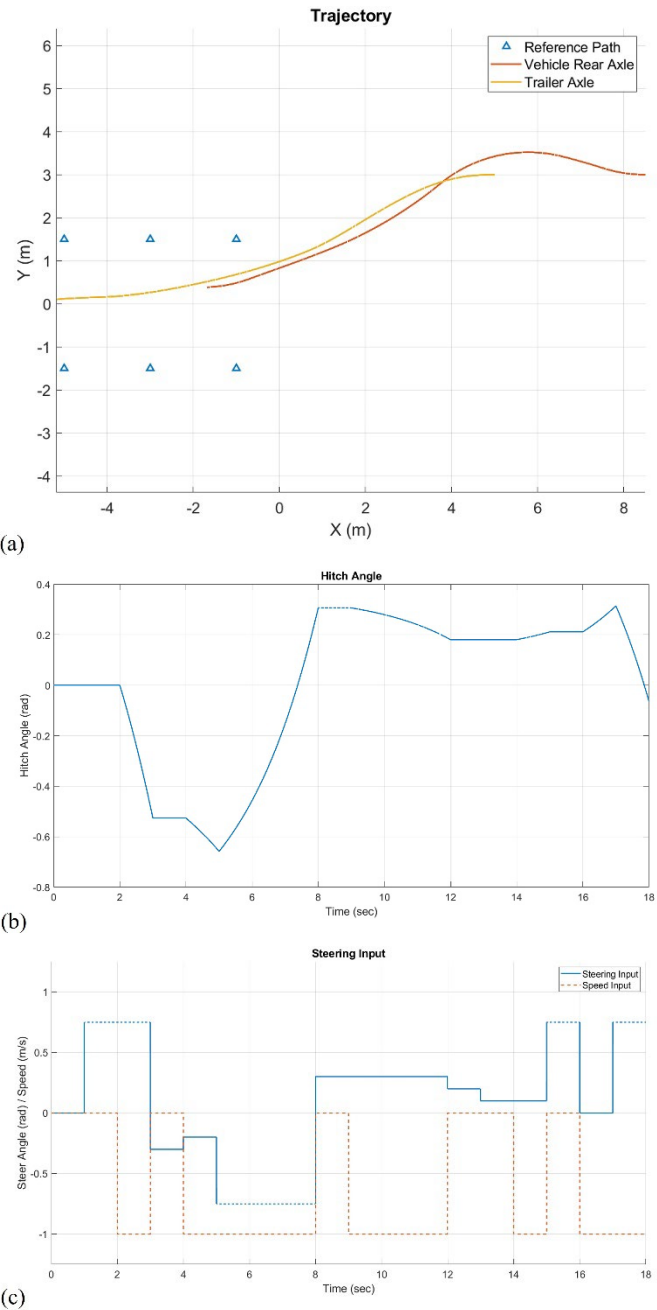 Trajectory
Reference Path
Vehicle Rear Axle
Trailer Axle
6
5
4
3
2
1
0
-1
-2
-3
-4
Y (m)
-4
-2
0
2
4
6
8
X (m)
(a)
Hitch Angle
0.4
0.2
0
-0.2
-0.4
-0.6
-0.8
Hitch Angle (rad)
0
2
4
6
8
10
12
14
16
18
Time (sec)
(b)
Steering Input
Steering Input
Speed Input
1
0.5
0
-0.5
-1
Steer Angle (rad) / Speed (m/s)
0
2
4
6
8
10
12
14
16
18
Time (sec)
(c)